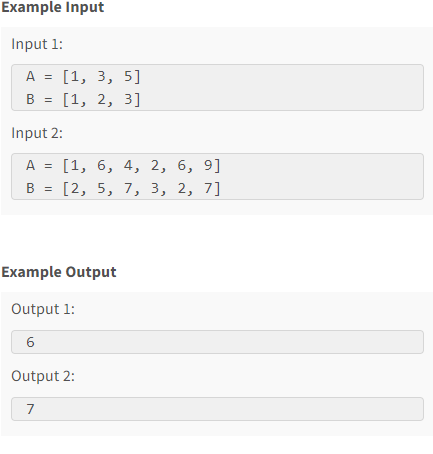 Example Input
Input 1:
A = [1, 3, 5]
B = [1, 2, 3]
Input 2:
A = [1, 6, 4, 2, 6, 9]
B = [2, 5, 7, 3, 2, 7]
Example Output
Output 1:
6
Output 2:
7